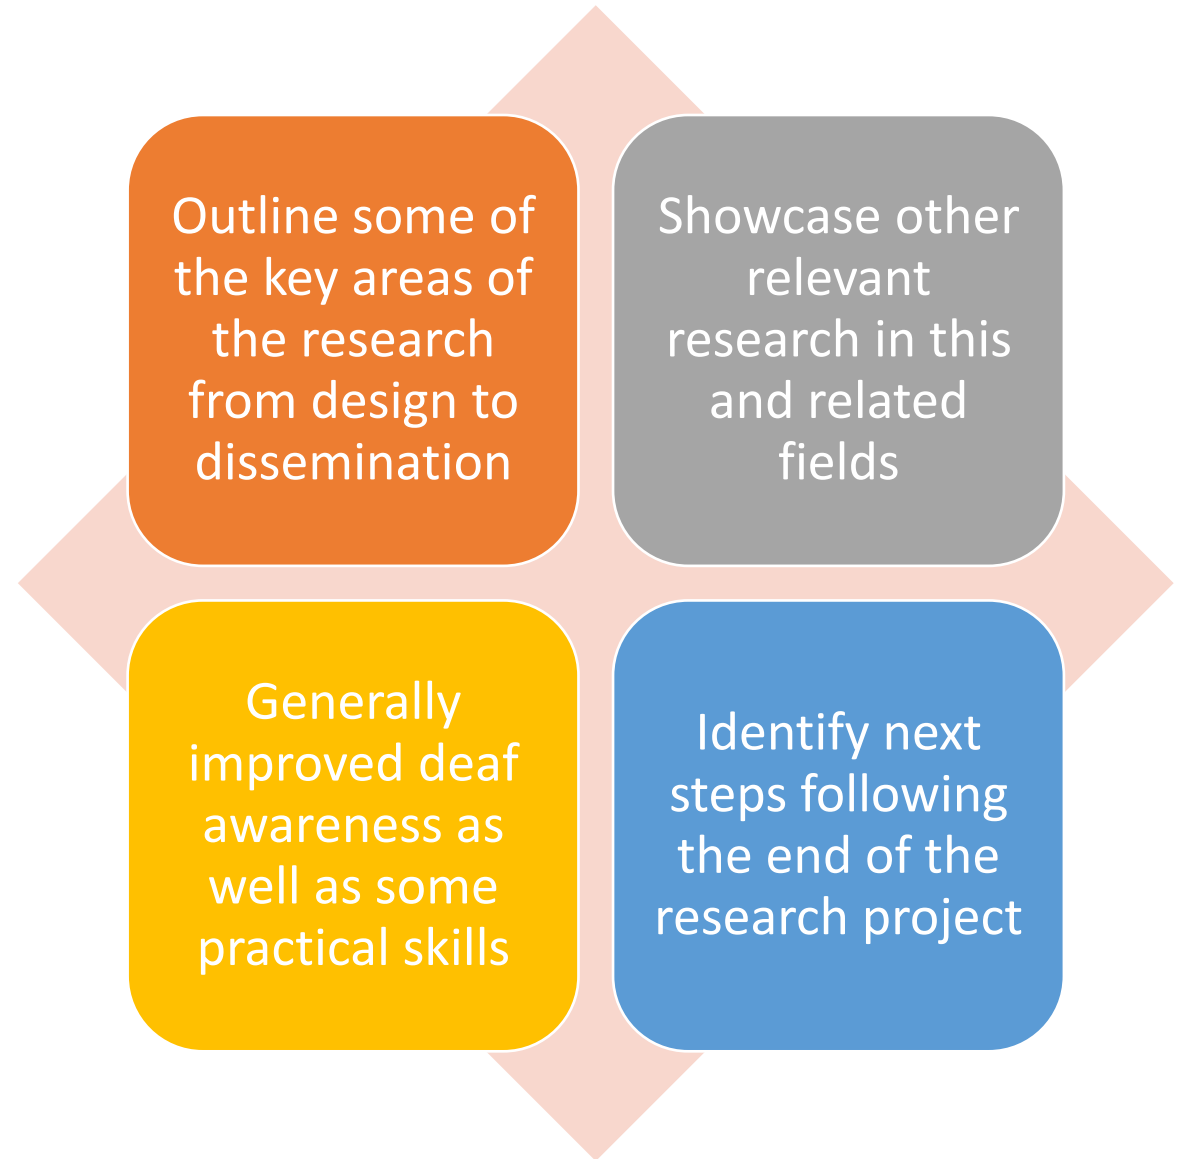 Outline some of
the key areas of
the research
from design to
dissemination
Showcase other
relevant
research in this
and related
fields
Generally
improved deaf
awareness as
well as some
practical skills
Identify next
steps following
the end of the
research project